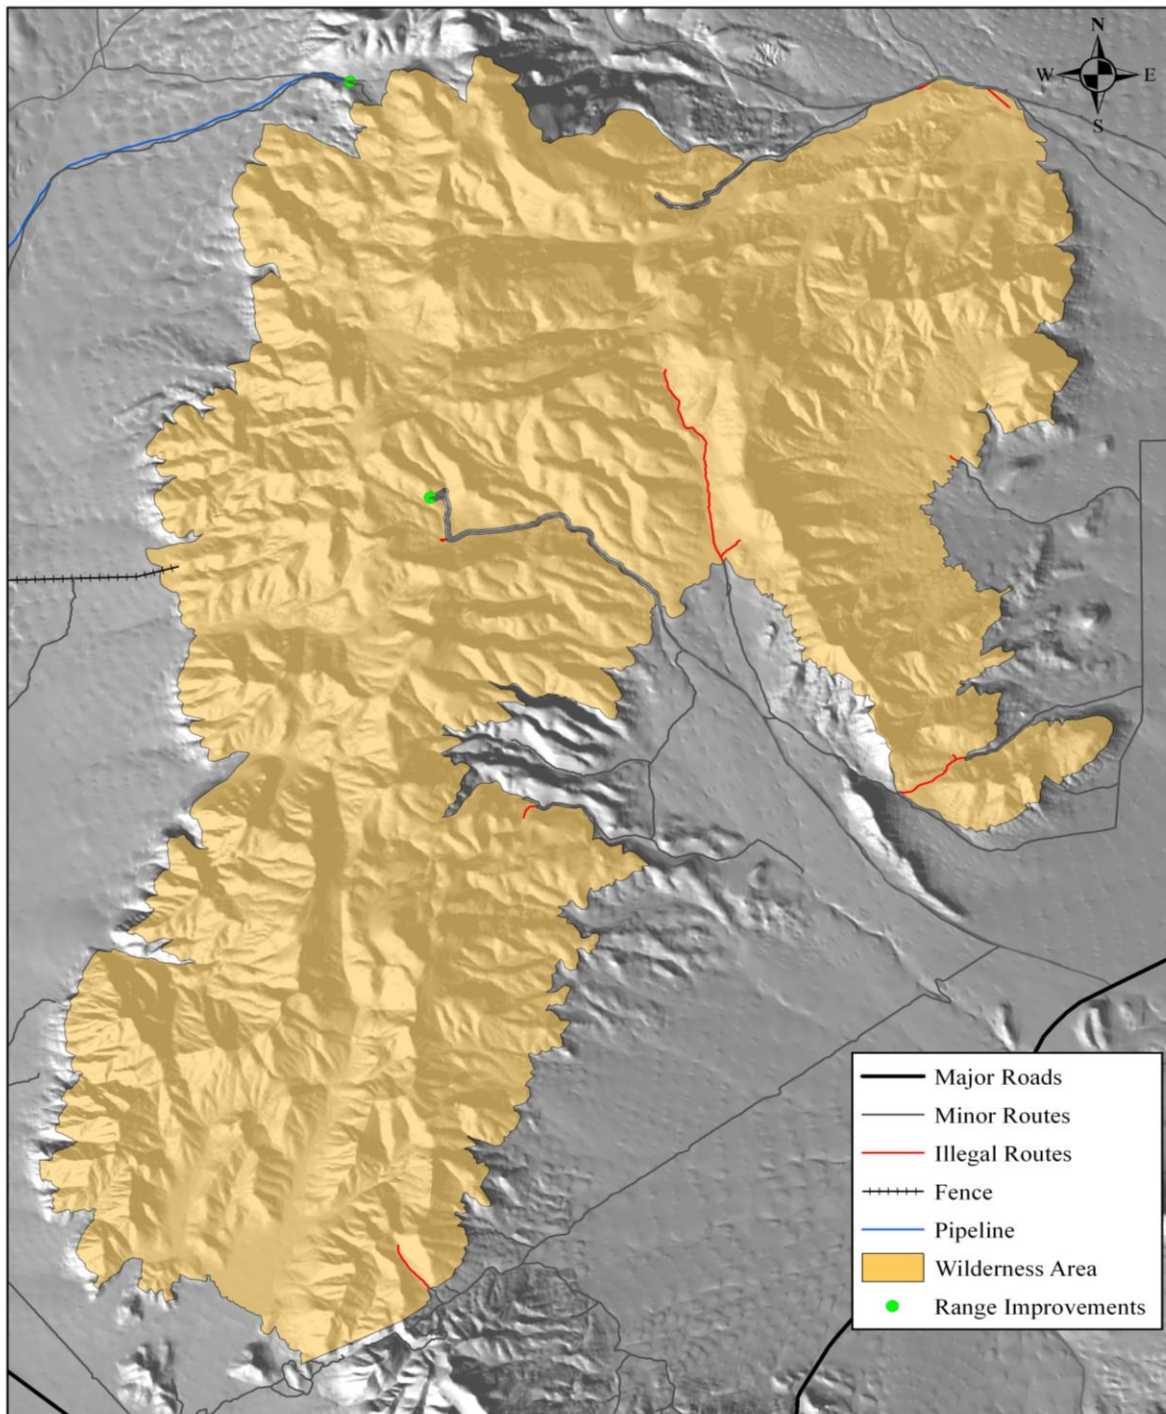 N
W E
S
Major Roads
Minor Routes
Illegal Routes
Fence
Pipeline
Wilderness Area
Range Improvements